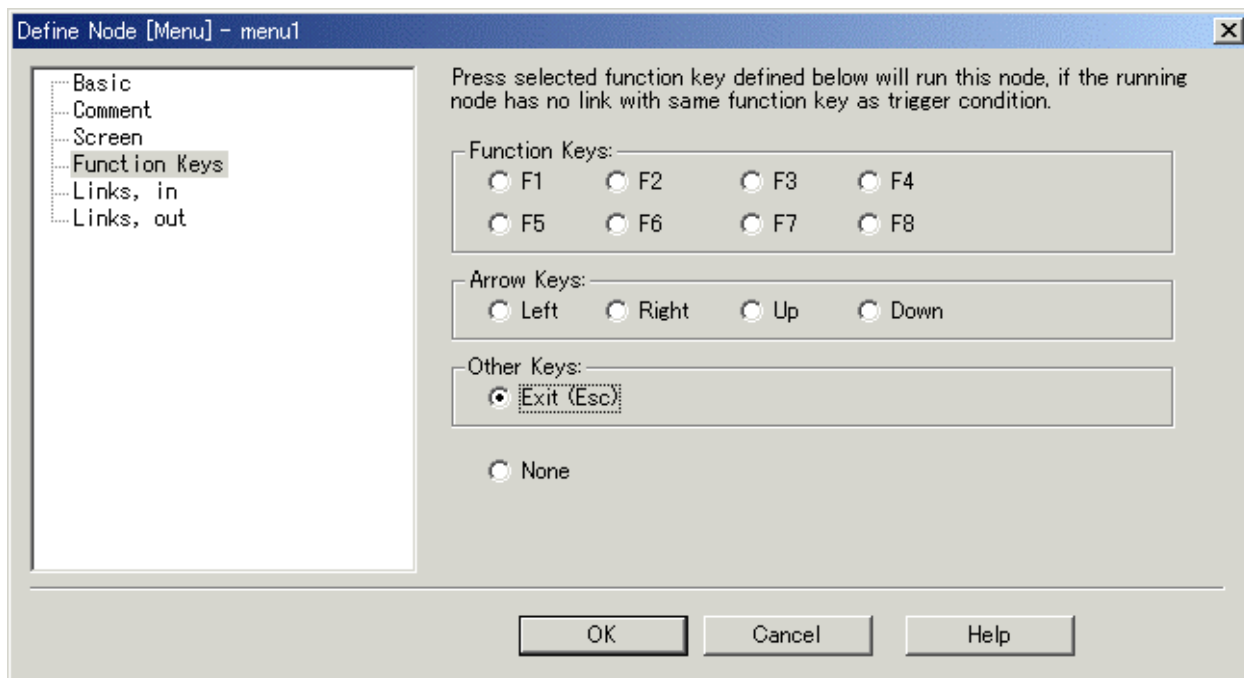 Define Node [Menu] - menu1
Basic
Comment
Screen
Function Keys
Links, in
Links, out
Press selected function key defined below will run this node, if the running
node has no link with same function key as trigger condition.
Function Keys:
F1 F2 F3 F4
F5 F6 F7 F8
Arrow Keys:
Left Right Up Down
Other Keys:
Exit (Esc)
None
OK Cancel Help